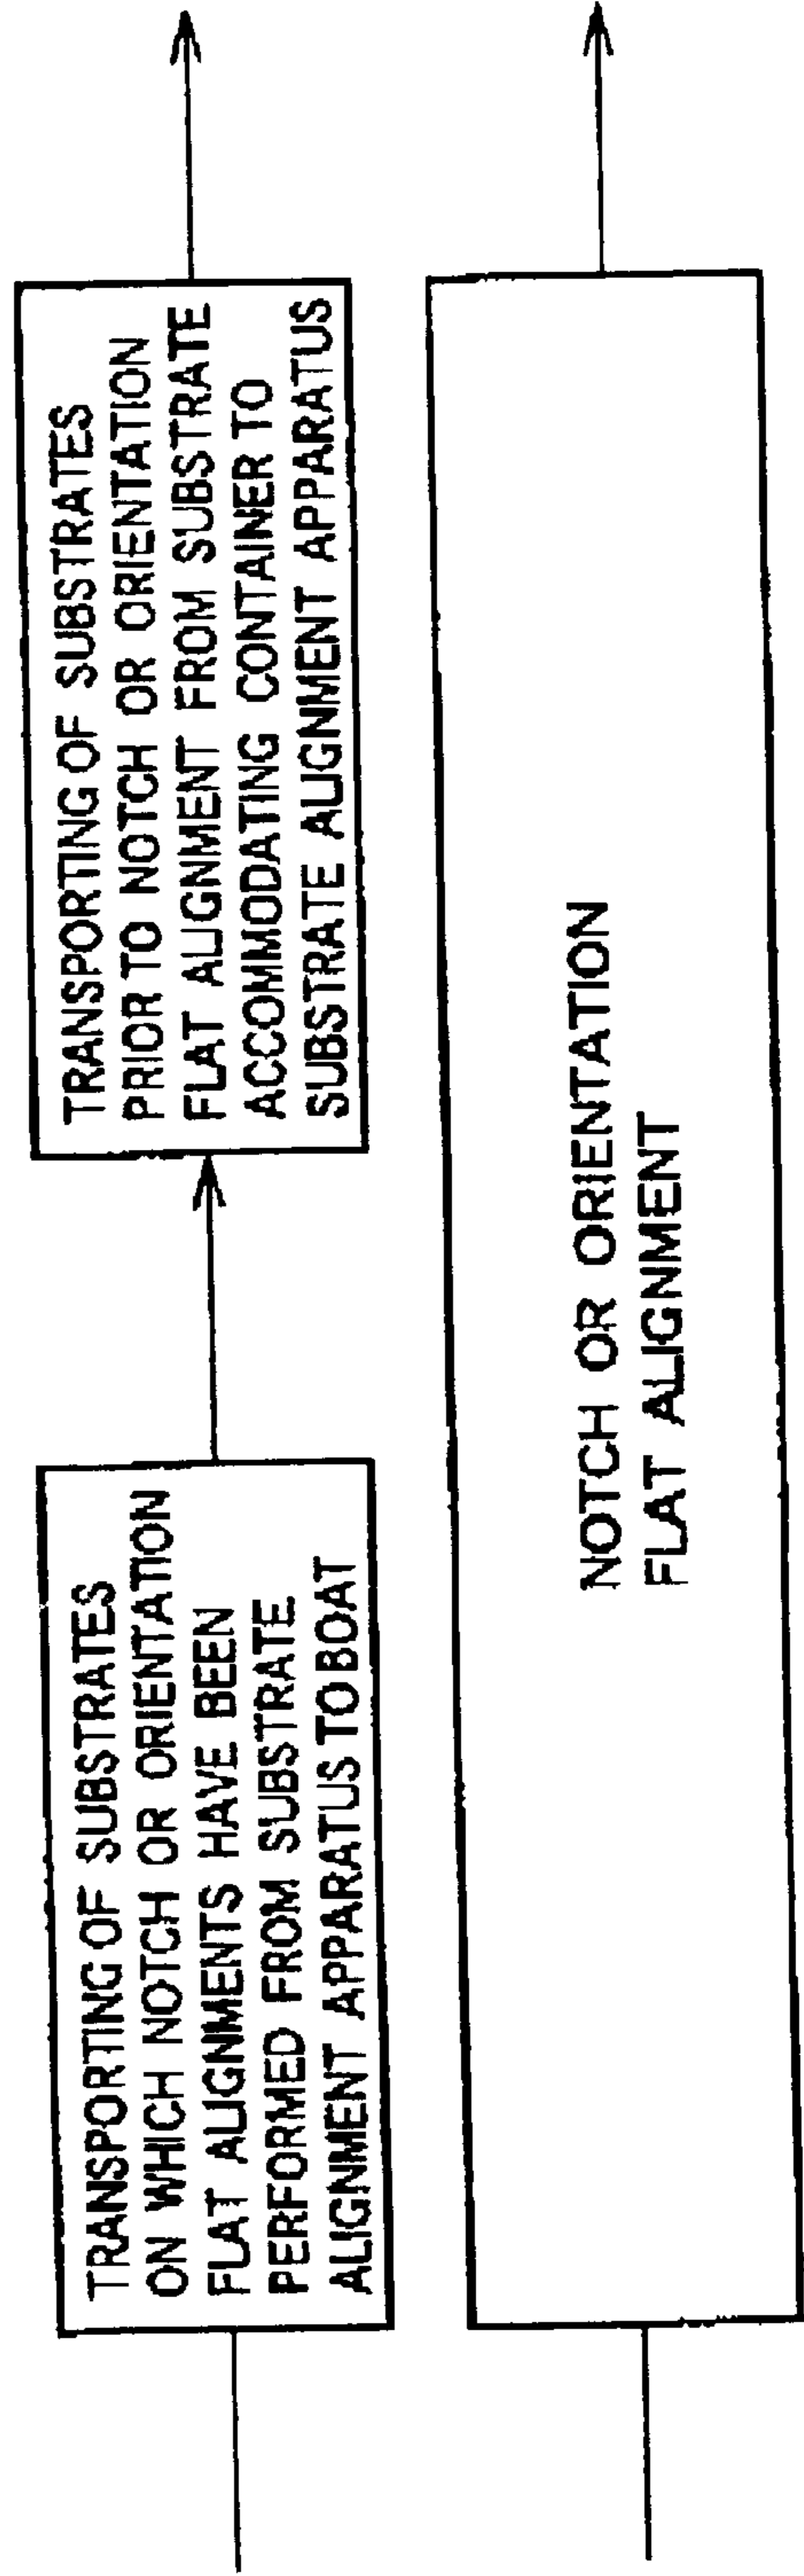 TRANSPORTING OF SUBSTRATES
ON WHICH NOTCH OR ORIENTATION
FLAT ALIGNMENTS HAVE BEEN
PERFORMED FROM SUBSTRATE
ALIGNMENT APPARATUS TO BOAT
TRANSPORTING OF SUBSTRATES
PRIOR TO NOTCH OR ORIENTATION
FLAT ALIGNMENT FROM SUBSTRATE
ACCOMMODATING CONTAINER TO
SUBSTRATE ALIGNMENT APPARATUS
NOTCH OR ORIENTATION
FLAT ALIGNMENT